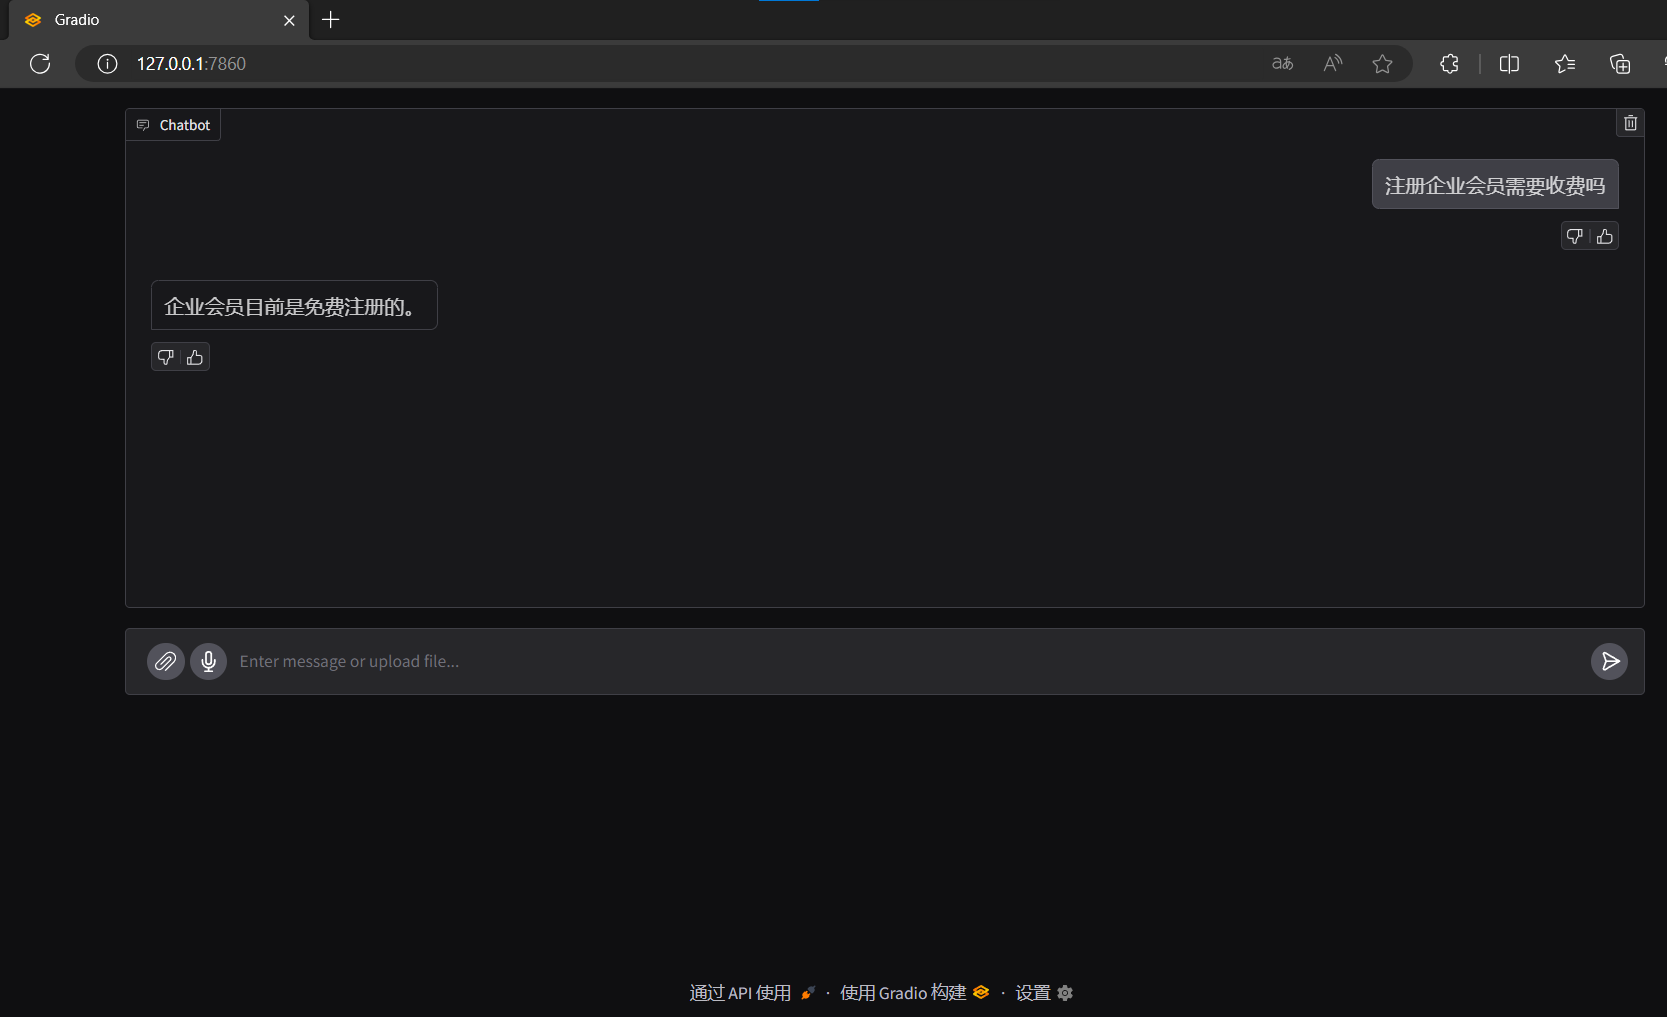 Gradio
127.0.0.1:7860
aあ
Chatbot
注册企业会员需要收费吗
企业会员目前是免费注册的。
Enter message or upload file...
通过 API 使用 · 使用 Gradio 构建 · 设置